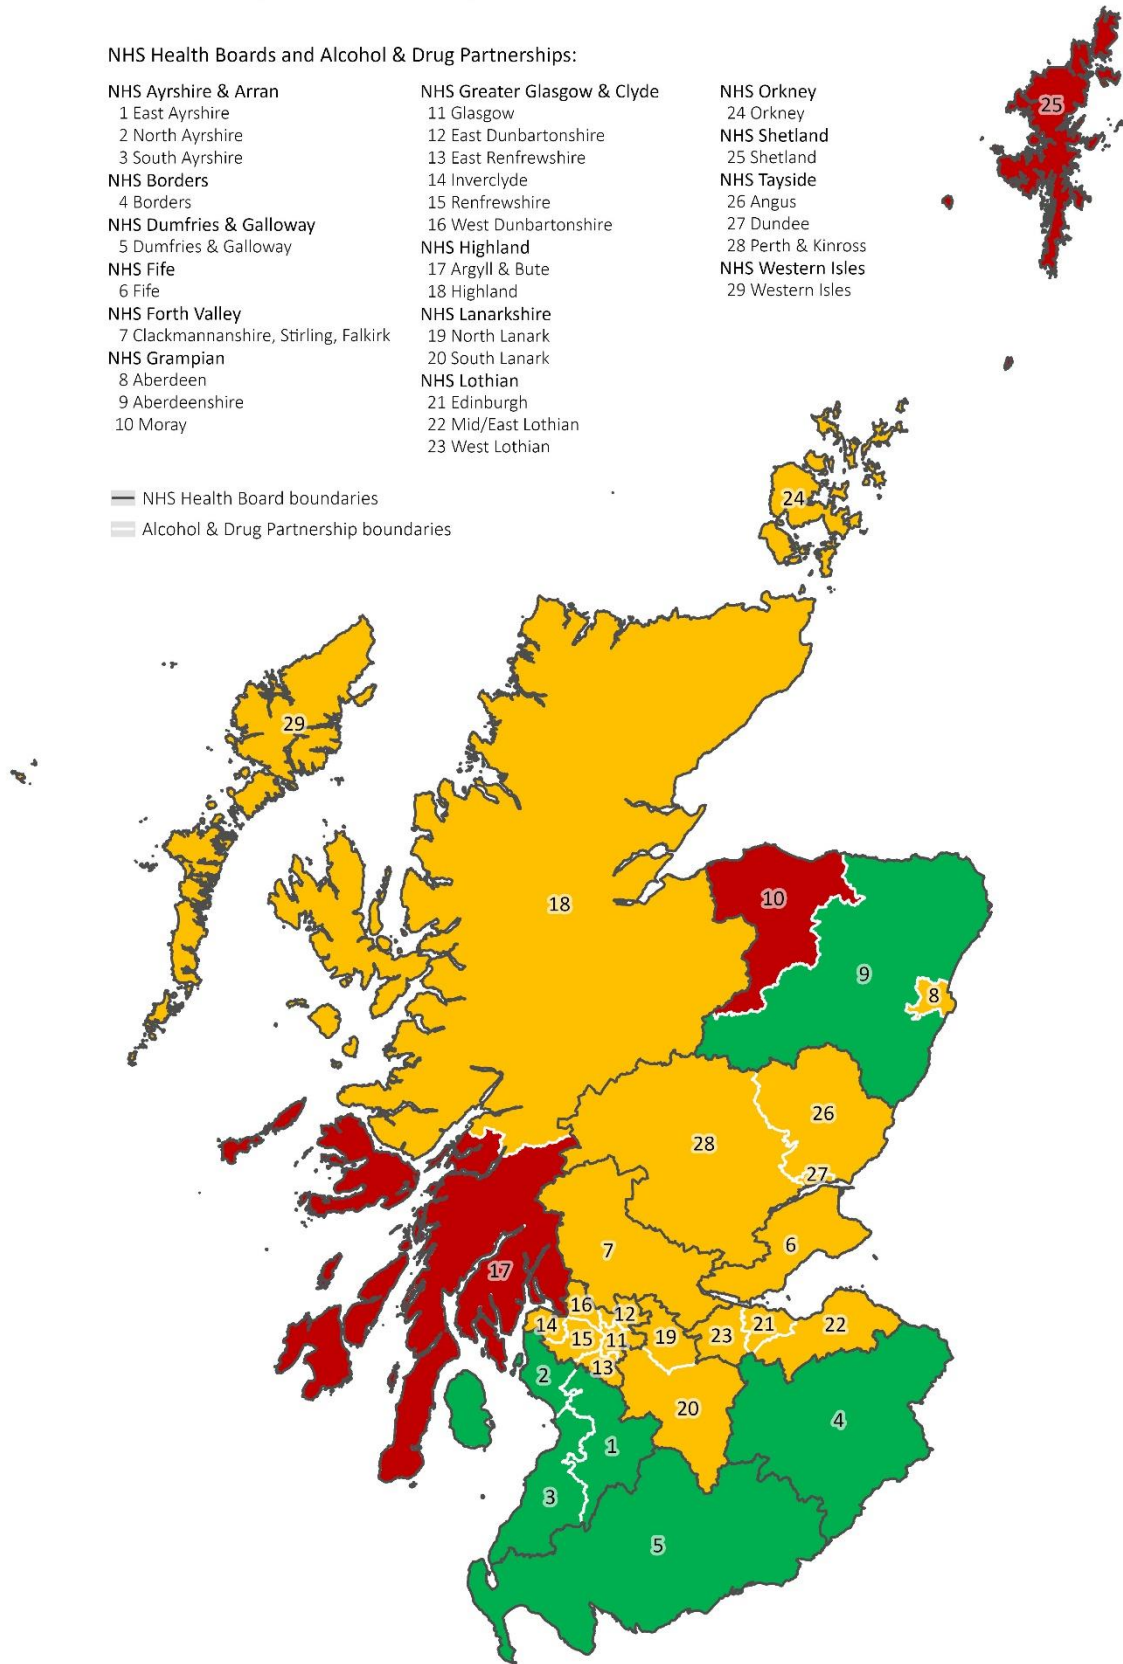 NHS Health Boards and Alcohol & Drug Partnerships:
NHS Ayrshire & Arran
1 East Ayrshire
2 North Ayrshire
3 South Ayrshire
NHS Borders
4 Borders
NHS Dumfries & Galloway
5 Dumfries & Galloway
NHS Fife
6 Fife
NHS Forth Valley
7 Clackmannanshire, Stirling, Falkirk
NHS Grampian
8 Aberdeen
9 Aberdeenshire
10 Moray
NHS Greater Glasgow & Clyde
11 Glasgow
12 East Dunbartonshire
13 East Renfrewshire
14 Inverclyde
15 Renfrewshire
16 West Dunbartonshire
NHS Highland
17 Argyll & Bute
18 Highland
NHS Lanarkshire
19 North Lanark
20 South Lanark
NHS Lothian
21 Edinburgh
22 Mid/East Lothian
23 West Lothian
NHS Orkney
24 Orkney
NHS Shetland
25 Shetland
NHS Tayside
26 Angus
27 Dundee
28 Perth & Kinross
NHS Western Isles
29 Western Isles
NHS Health Board boundaries
Alcohol & Drug Partnership boundaries
25
24
29
18
10
9
8
26
28
27
6
7
17
16
12
14
15
11
19
23
21
22
13
2
20
4
1
3
5